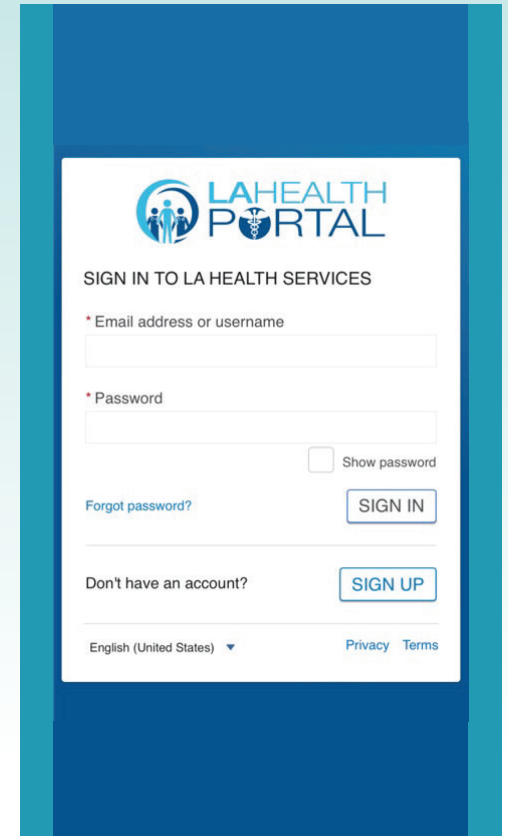 LAHEALTH
PORTAL
SIGN IN TO LA HEALTH SERVICES
* Email address or username
* Password
Show password
Forgot password?
SIGN IN
Don't have an account?
SIGN UP
English (United States)
Privacy Terms